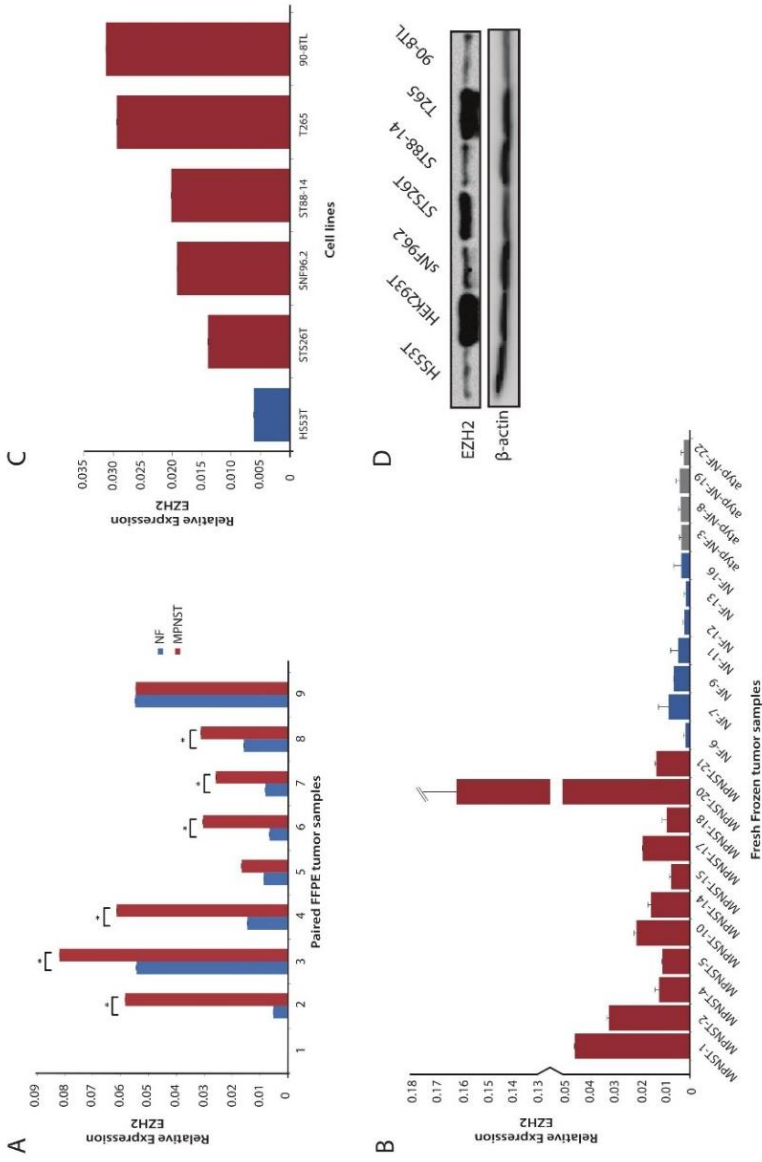 A
Relative Expression
EZH2
0.09
0.08
0.07
0.06
0.05
0.04
0.03
0.02
0.01
0
* * * * * *
1 2 3 4 5 6 7 8 9
Paired FFPE tumor samples
NF
MPNST
B
Relative Expression
EZH2
0.18
0.17
0.16
0.15
0.14
0.13
0.05
0.04
0.03
0.02
0.01
0
MPNST-1 MPNST-2 MPNST-4 MPNST-5 MPNST-10 MPNST-14 MPNST-15 MPNST-17 MPNST-18 MPNST-20 MPNST-21 NF-6 NF-7 NF-9 NF-11 NF-12 NF-13 NF-16 atyp-NF-3 atyp-NF-8 atyp-NF-19 atyp-NF-22
Fresh Frozen tumor samples
C
Relative Expression
EZH2
0.035
0.030
0.025
0.020
0.015
0.010
0.005
0
HS53T STS26T SNF96.2 ST88-14 T265 90-8TL
Cell lines
D
HS53T HEK293T sNF96.2 STS26T ST88-14 T265 90-8TL
EZH2
β-actin